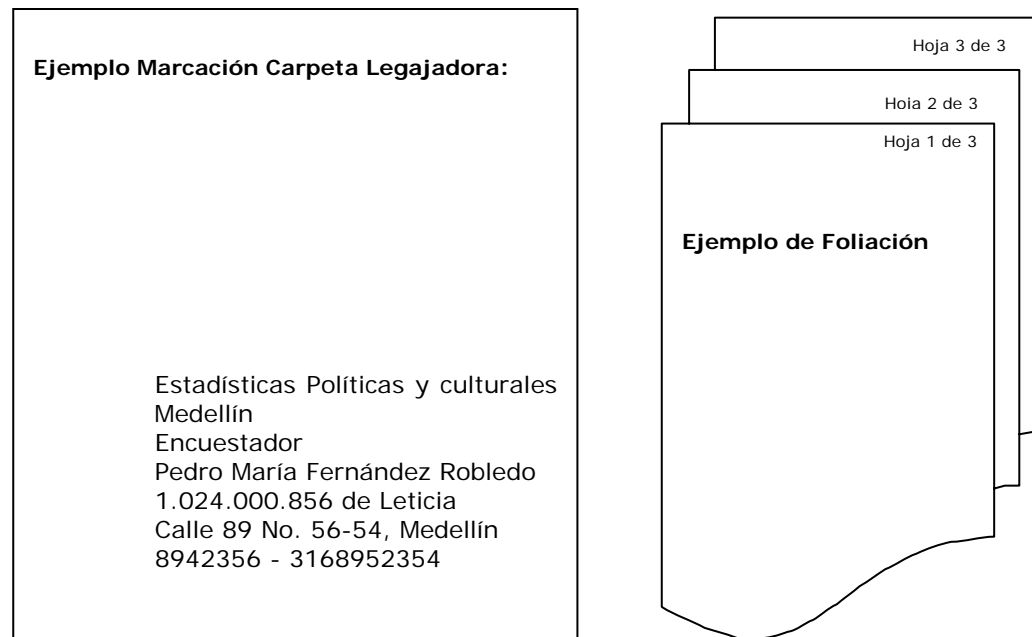 Ejemplo Marcación Carpeta Legajadora:
Estadísticas Políticas y culturales
Medellín
Encuestador
Pedro María Fernández Robledo
1.024.000.856 de Leticia
Calle 89 No. 56-54, Medellín
8942356 - 3168952354
Hoja 3 de 3
Hoia 2 de 3
Hoja 1 de 3
Ejemplo de Foliación